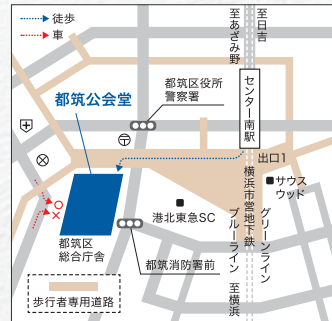 徒歩
車
至あざみ野
至日吉
都筑区役所
警察署
都筑公会堂
センター南駅
出口1
サウス
ウッド
港北東急SC
横浜市営地下鉄
ブルーライン
グリーンライン
都筑区
総合庁舎
都筑消防署前
至横浜
歩行者専用道路